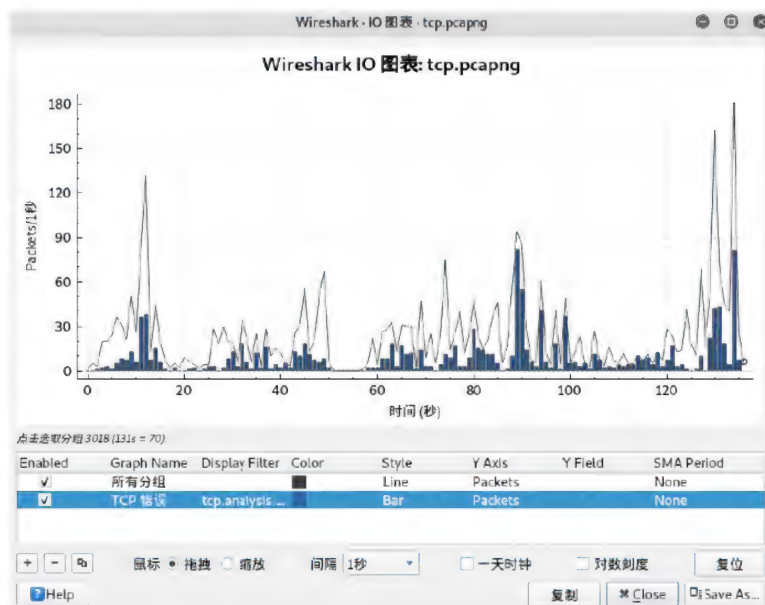 Wireshark · IO 图表 · tcp.pcapng
Wireshark IO 图表: tcp.pcapng
180
150
120
90
60
30
0
Packets/1秒
0 20 40 60 80 100 120
时间 (秒)
点击选取分组 3018 (131s = 70).
Enabled Graph Name Display Filter Color Style Y Axis Y Field SMA Period
所有分组 Line Packets None
TCP 错误 tcp.analysis.... Bar Packets None
+ − 鼠标 拖拽 缩放 间隔 1秒 一天时钟 对数刻度 复位
Help 复制 Close Save As...